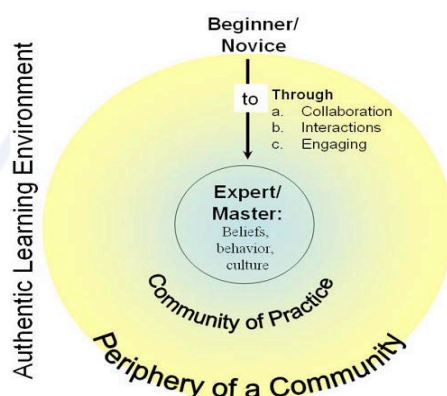 Beginner/
Novice
to
Through
a. Collaboration
b. Interactions
c. Engaging
Expert/
Master:
Beliefs,
behavior,
culture
Community of Practice
Periphery of a Community
Authentic Learning Environment